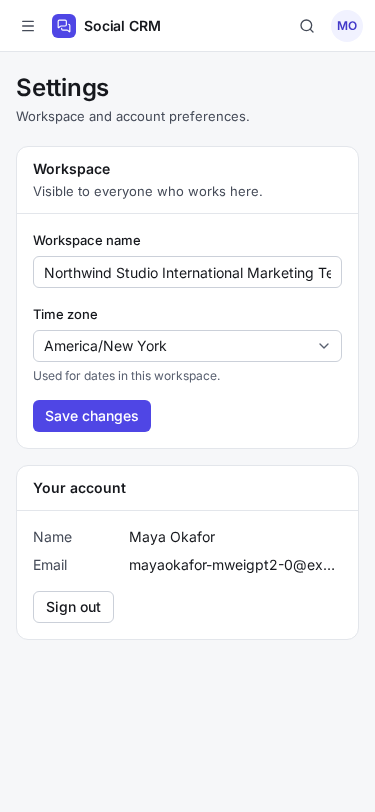 Social CRM
MO
Settings
Workspace and account preferences.
Workspace
Visible to everyone who works here.
Workspace name
Northwind Studio International Marketing Te
Time zone
America/New York
Used for dates in this workspace.
Save changes
Your account
Name Maya Okafor
Email mayaokafor-mweigpt2-0@ex…
Sign out